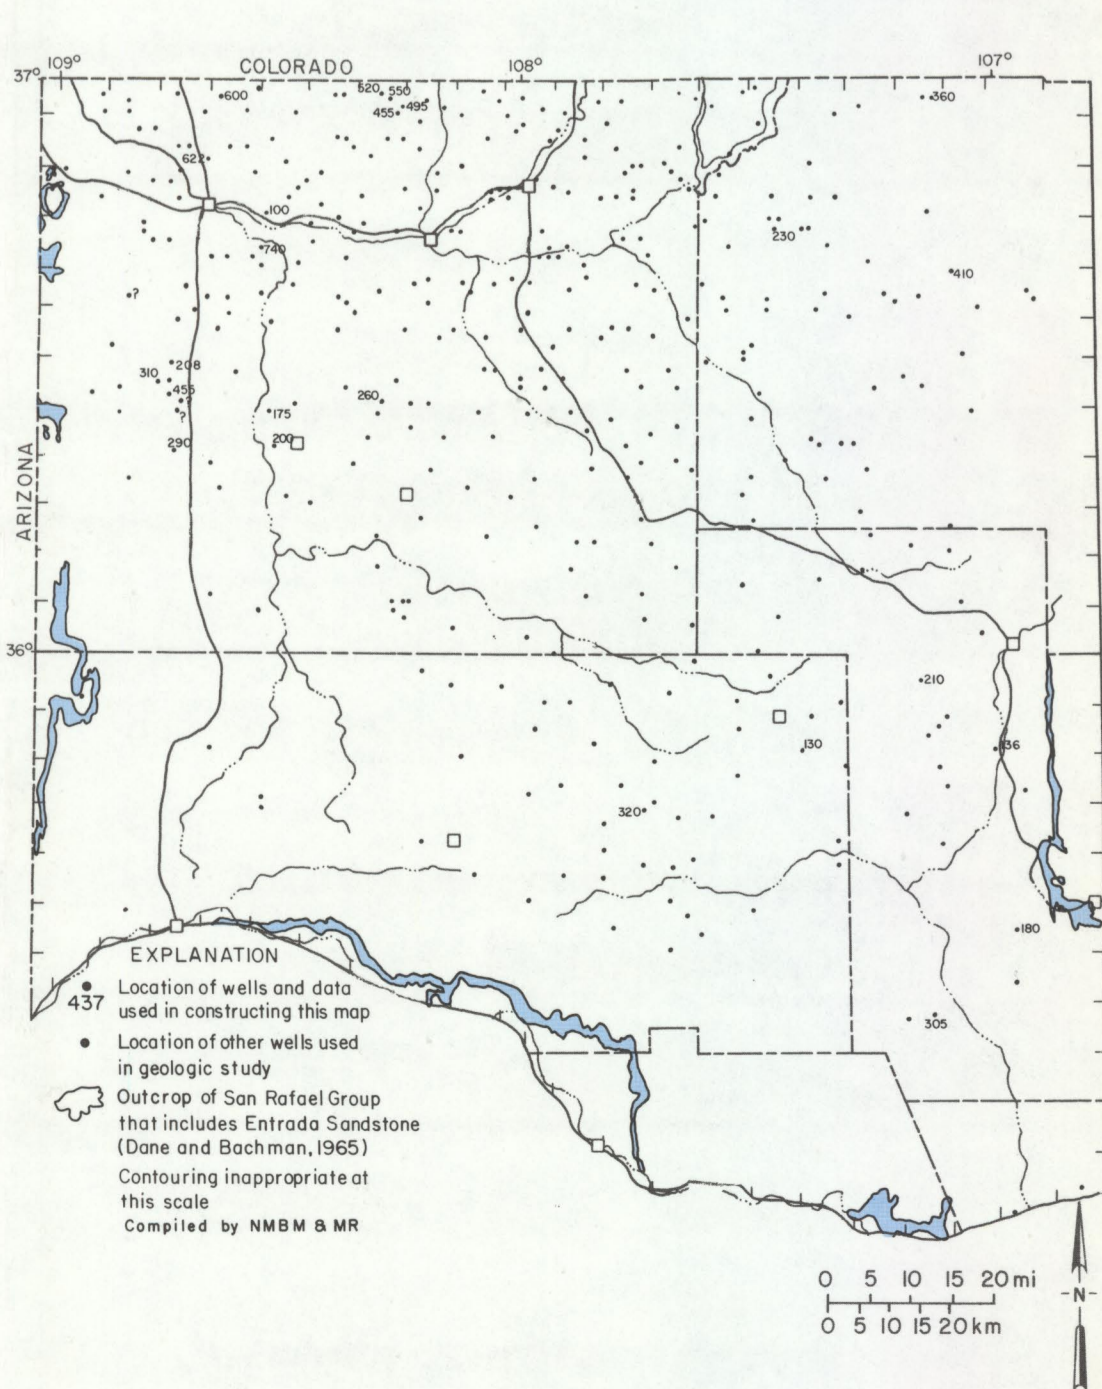 109° COLORADO 108° 107°
37°
600
520 550
455 495
360
622
100
230
740
410
?
208
310
455
?
?
260
175
200
290
ARIZONA
36°
210
130
136
320
180
305
EXPLANATION
437
Location of wells and data
used in constructing this map
Location of other wells used
in geologic study
Outcrop of San Rafael Group
that includes Entrada Sandstone
(Dane and Bachman, 1965)
Contouring inappropriate at
this scale
Compiled by NMBM & MR
0 5 10 15 20 mi
0 5 10 15 20 km
-N-